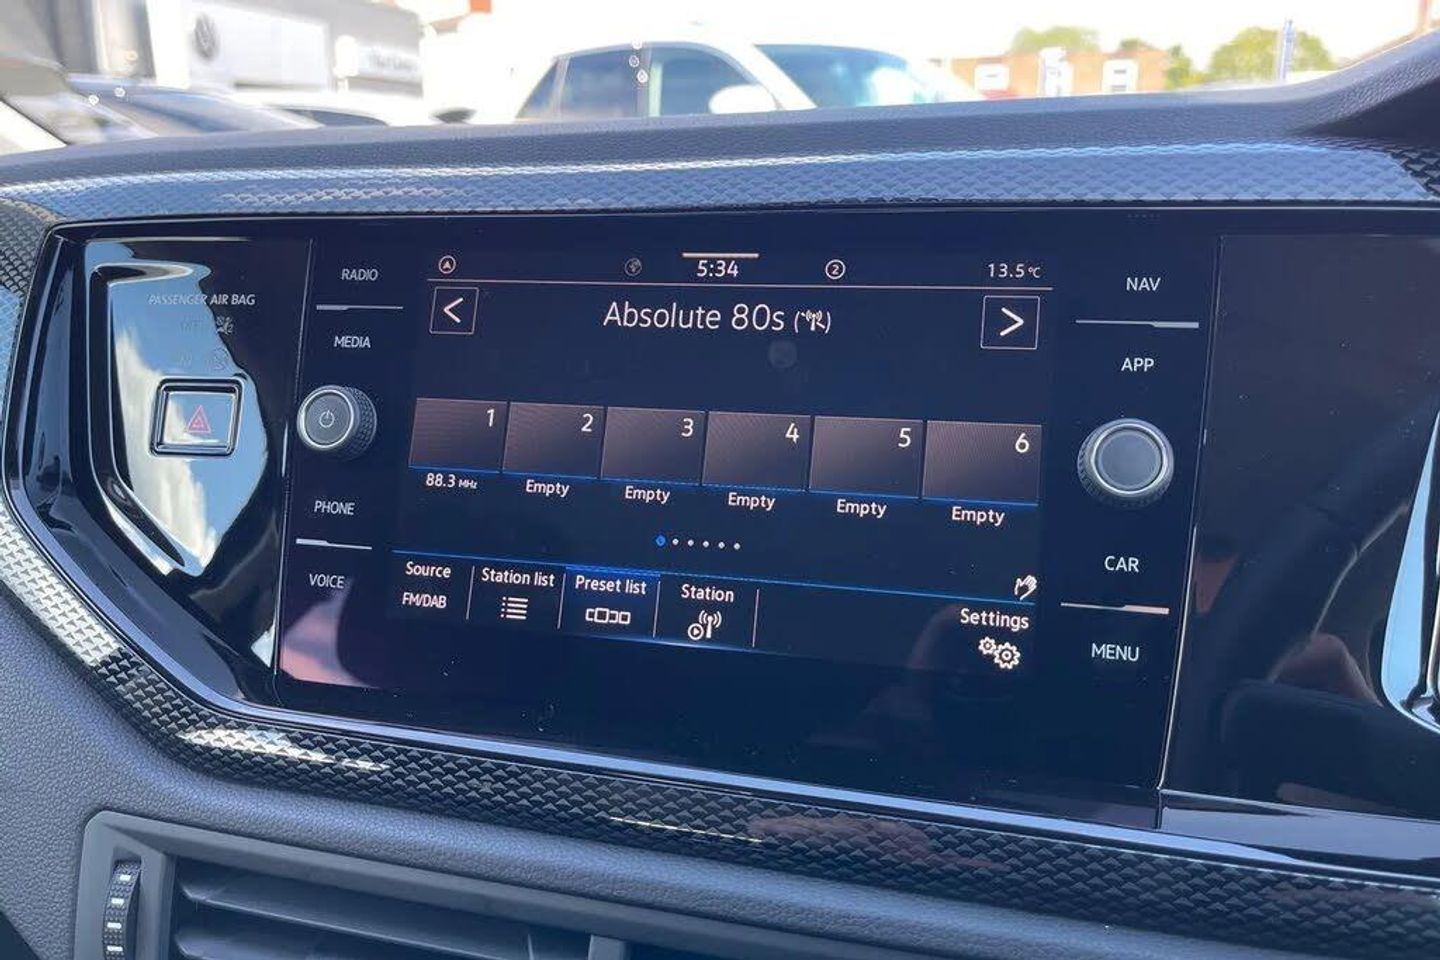 5:34
2
13.5°C
RADIO
MEDIA
PHONE
VOICE
PASSENGER AIR BAG
<
Absolute 80s
>
1 2 3 4 5 6
88.3 MHz Empty Empty Empty Empty Empty
Source
FM/DAB
Station list
Preset list
Station
Settings
NAV
APP
CAR
MENU